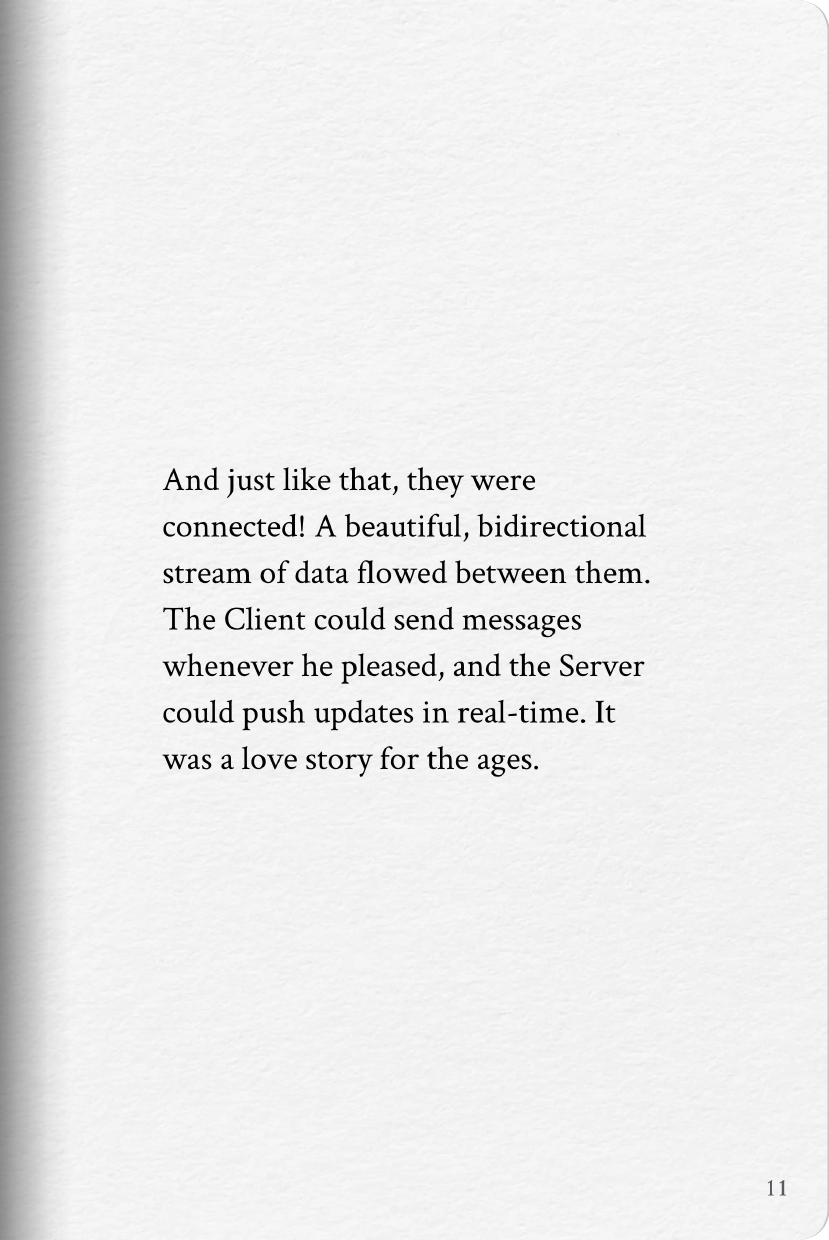 And just like that, they were
connected! A beautiful, bidirectional
stream of data flowed between them.
The Client could send messages
whenever he pleased, and the Server
could push updates in real-time. It
was a love story for the ages.
11